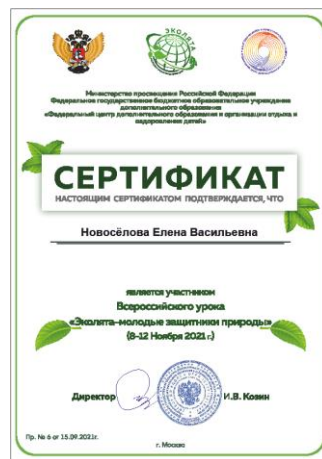 ЭКОЛЯТА
Министерство просвещения Российской Федерации
Федеральное государственное бюджетное образовательное учреждение
дополнительного образования
«Федеральный центр дополнительного образования и организации отдыха и
оздоровления детей»
СЕРТИФИКАТ
НАСТОЯЩИМ СЕРТИФИКАТОМ ПОДТВЕРЖДАЕТСЯ, ЧТО
Новосёлова Елена Васильевна
является участником
Всероссийского урока
«Эколята-молодые защитники природы»
(8-12 Ноября 2021 г.)
Директор И.В. Козин
Пр. № 6 от 15.09.2021г.
г. Москва